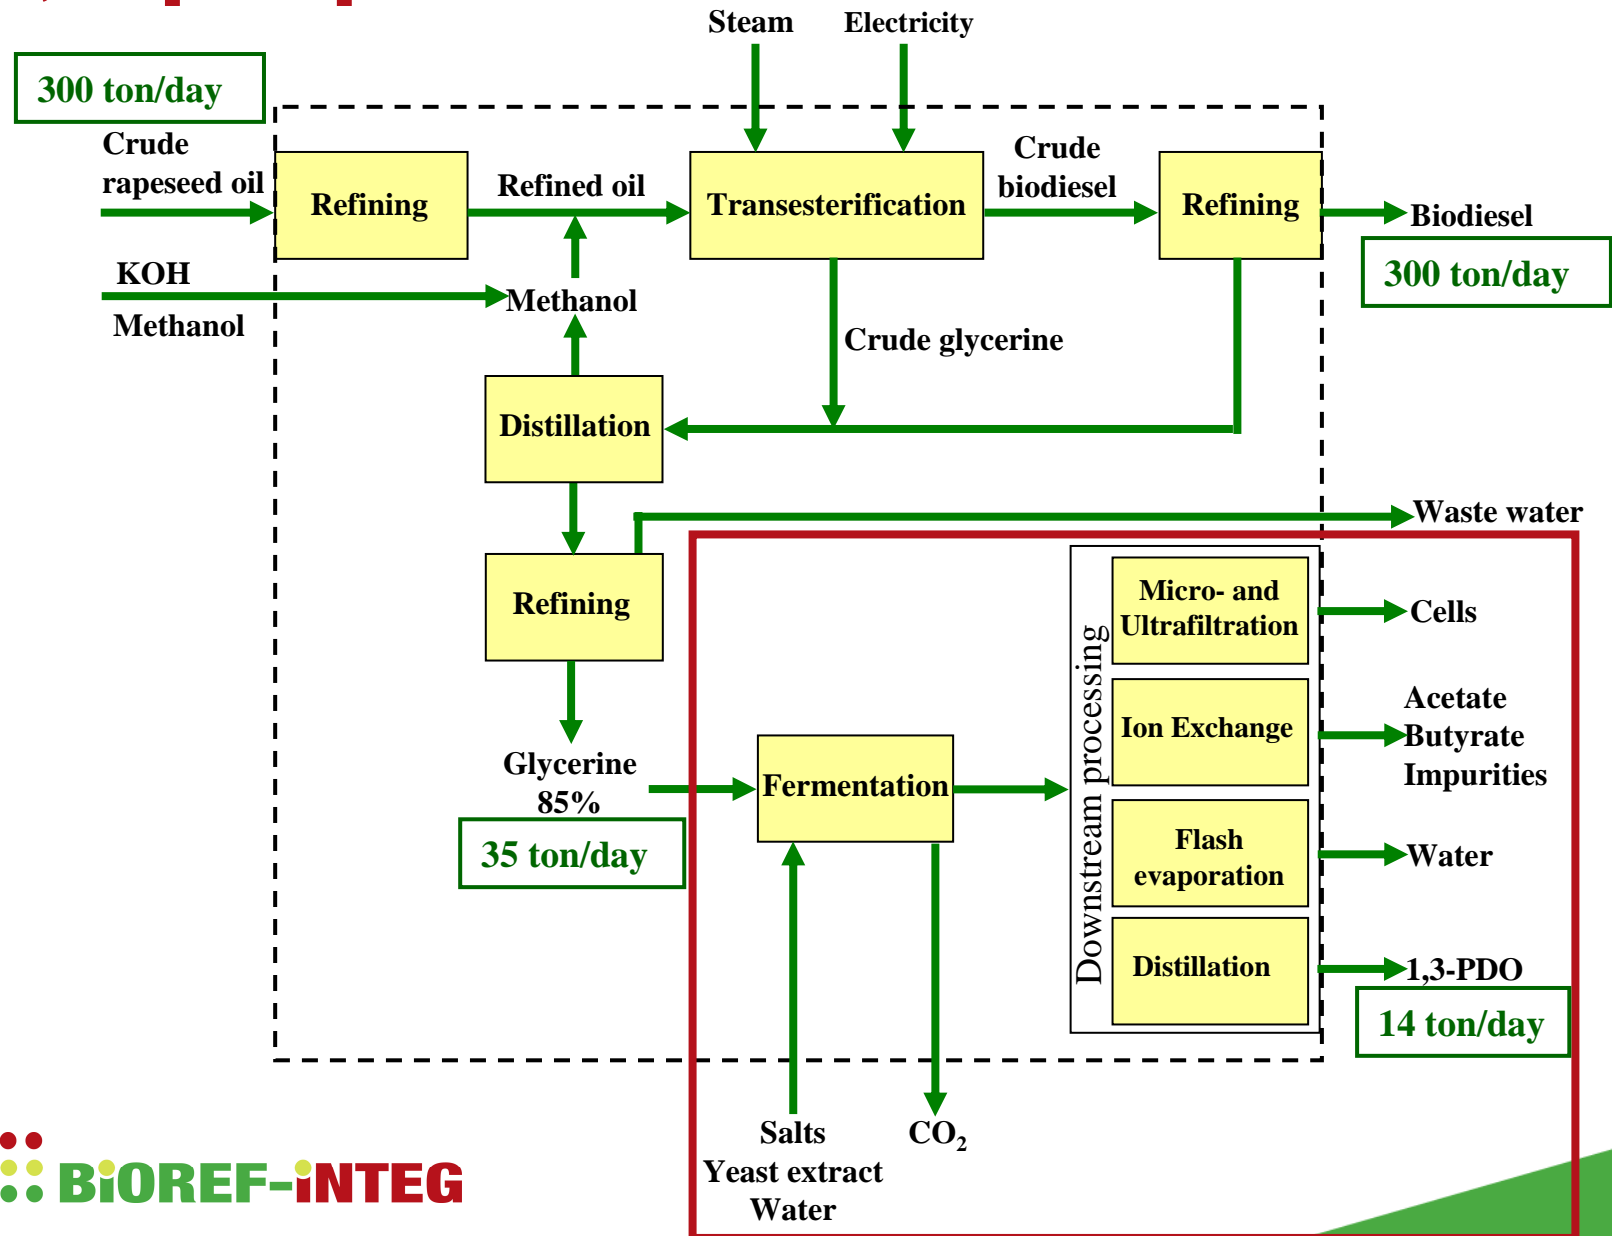 Steam
Electricity
300 ton/day
Crude
rapeseed oil
Refining
Refined oil
Transesterification
Crude
biodiesel
Refining
Biodiesel
300 ton/day
KOH
Methanol
Methanol
Crude glycerine
Distillation
Waste water
Refining
Micro- and
Ultrafiltration
Cells
Downstream processing
Ion Exchange
Acetate
Butyrate
Impurities
Glycerine
85%
Fermentation
35 ton/day
Flash
evaporation
Water
Distillation
1,3-PDO
14 ton/day
Salts
Yeast extract
Water
CO₂
BiOREF-iNTEG